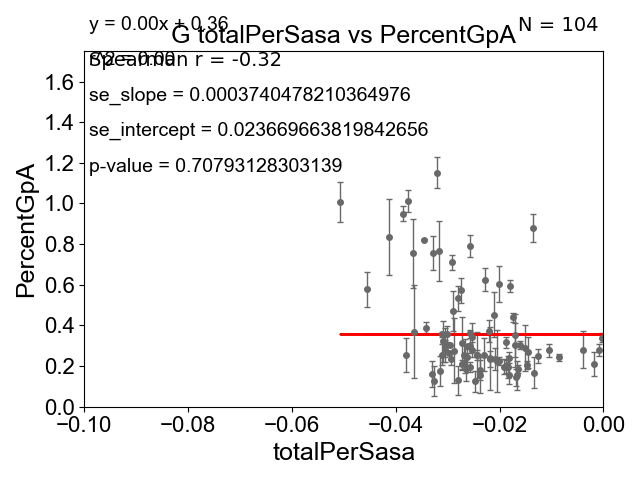 y = 0.00x + 0.36
N = 104
G totalPerSasa vs PercentGpA
Spearman r = -0.32
se_slope = 0.0003740478210364976
se_intercept = 0.023669663819842656
p-value = 0.70793128303139
PercentGpA
1.6
1.4
1.2
1.0
0.8
0.6
0.4
0.2
0.0
−0.10
−0.08
−0.06
−0.04
−0.02
0.00
totalPerSasa